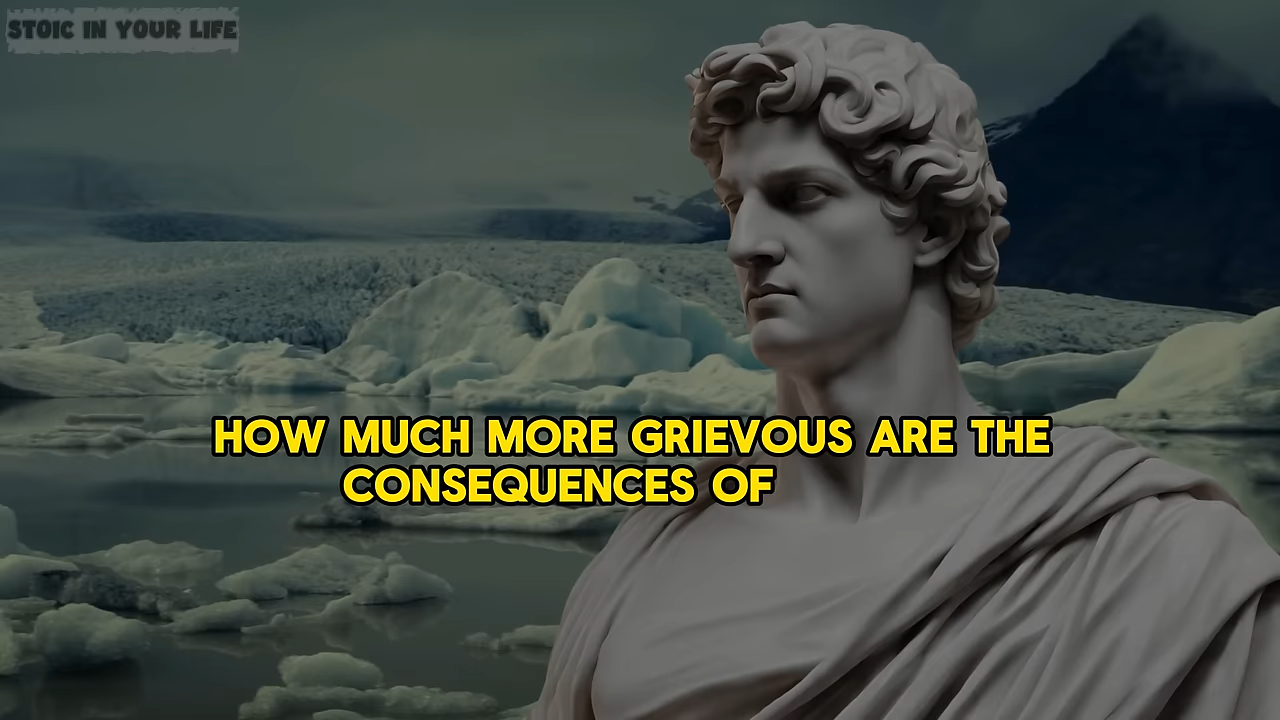 STOIC IN YOUR LIFE
HOW MUCH MORE GRIEVOUS ARE THE
CONSEQUENCES OF